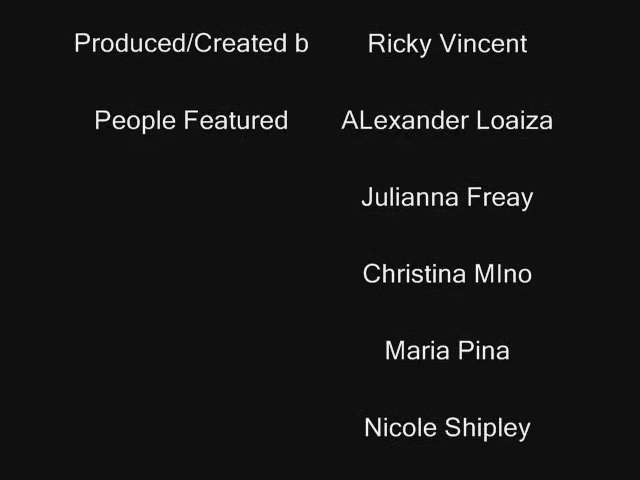 Produced/Created b Ricky Vincent
People Featured ALexander Loaiza
Julianna Freay
Christina MIno
Maria Pina
Nicole Shipley